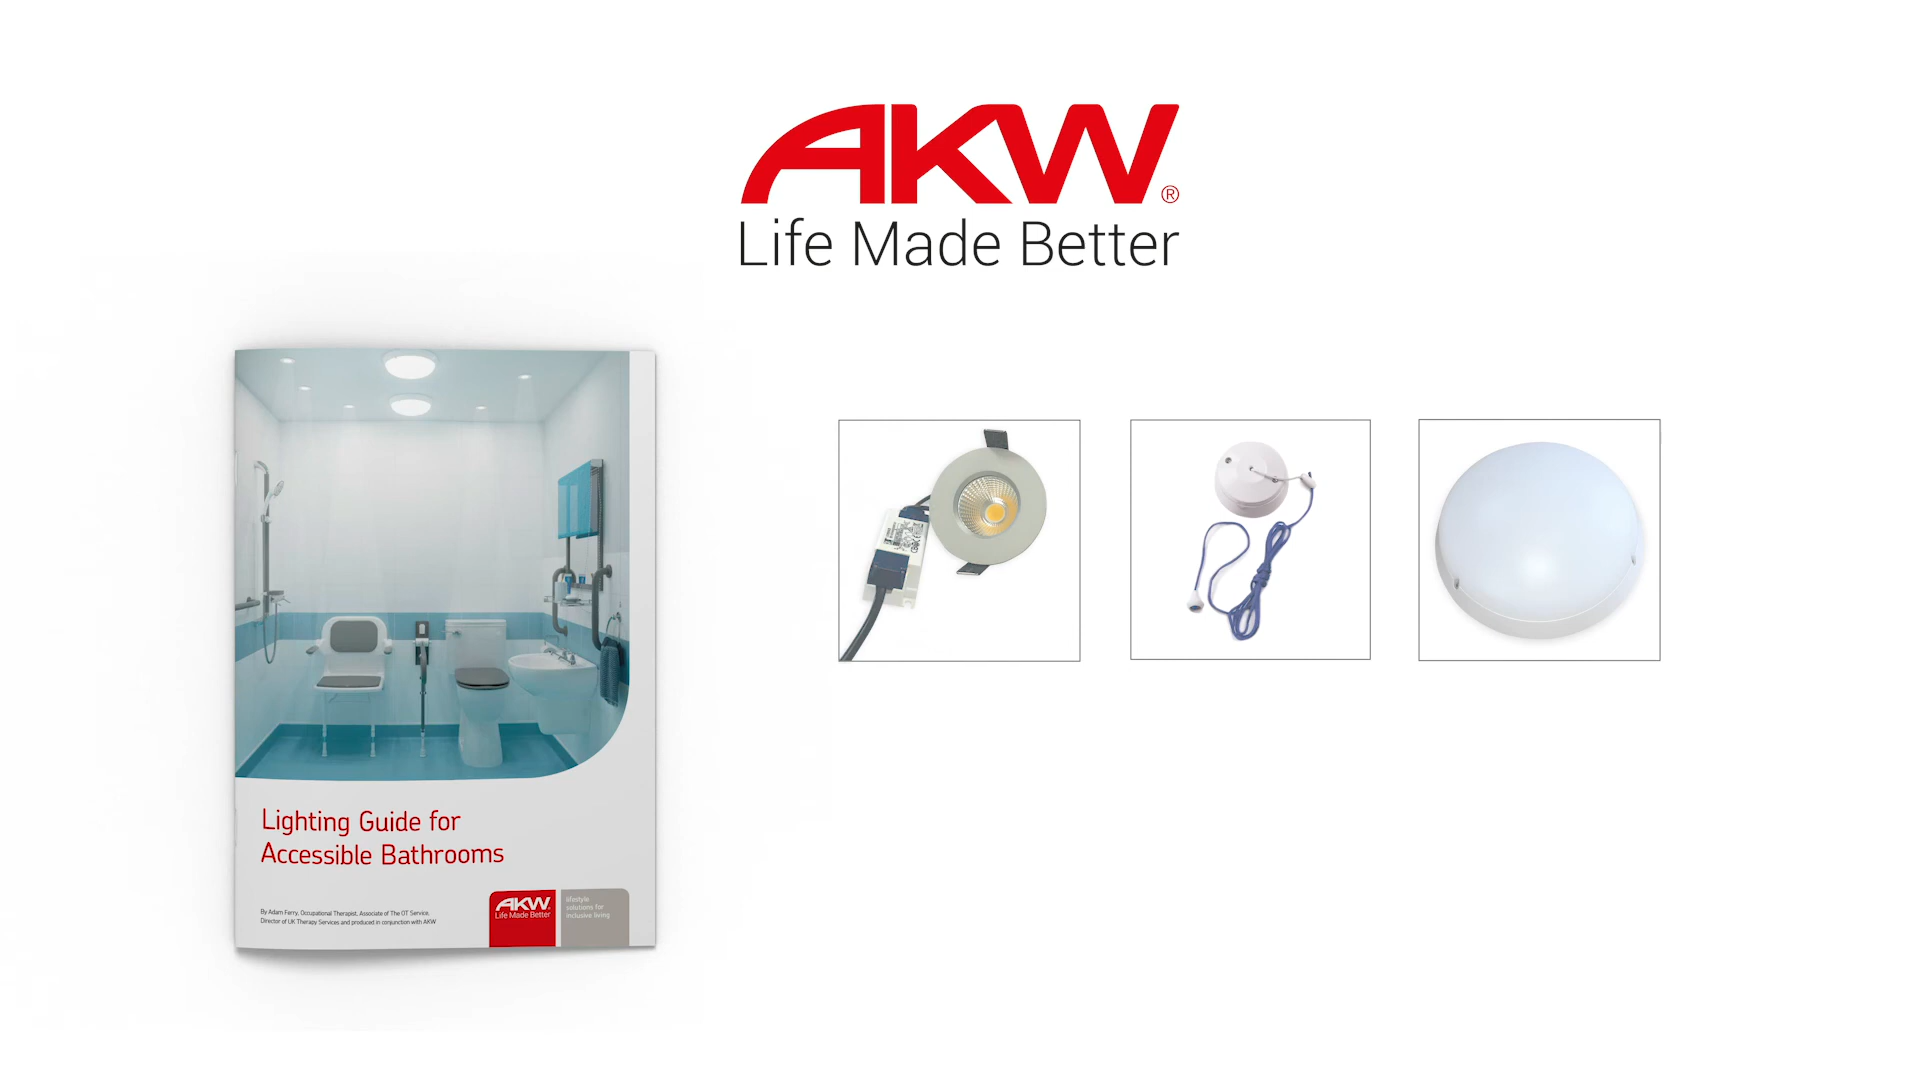 AKW®
Life Made Better
Lighting Guide for
Accessible Bathrooms
By Adam Ferry, Occupational Therapist, Associate of The OT Service,
Director of UK Therapy Services and produced in conjunction with AKW
AKW®
Life Made Better
lifestyle
solutions for
inclusive living